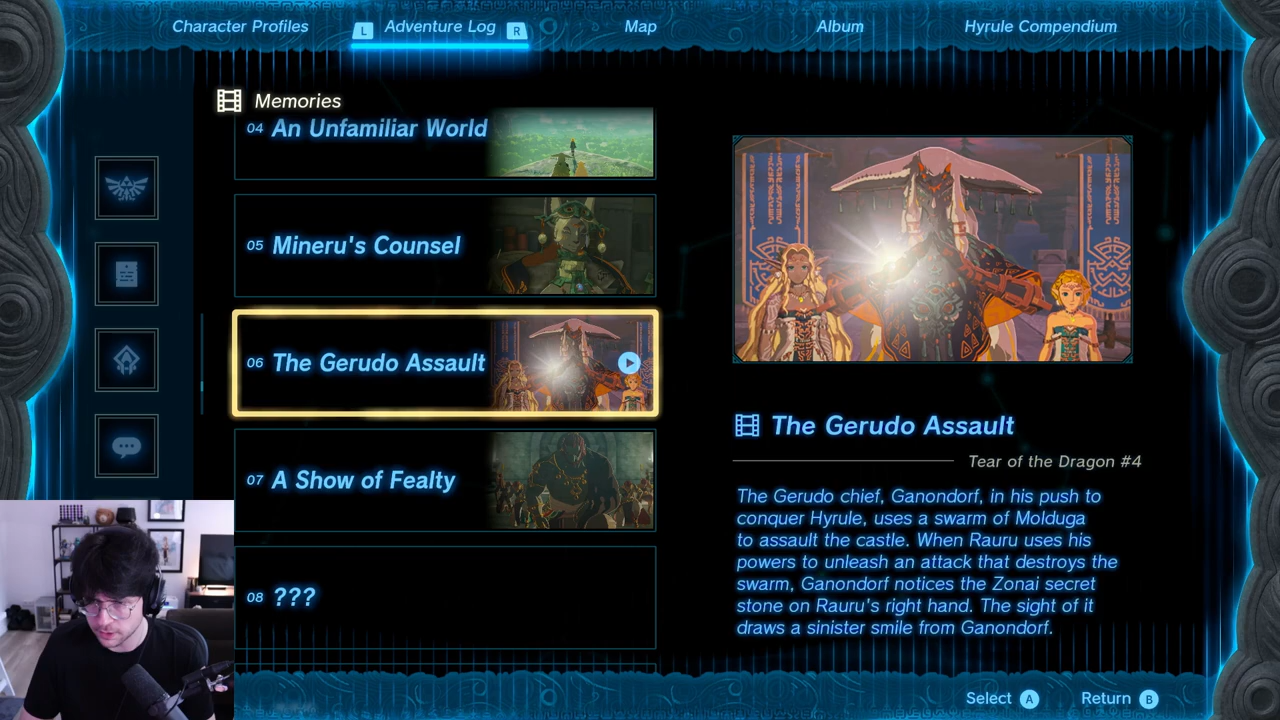 Character Profiles
L Adventure Log R
Map
Album
Hyrule Compendium
Memories
04 An Unfamiliar World
05 Mineru's Counsel
06 The Gerudo Assault
07 A Show of Fealty
08 ???
The Gerudo Assault
Tear of the Dragon #4
The Gerudo chief, Ganondorf, in his push to
conquer Hyrule, uses a swarm of Molduga
to assault the castle. When Rauru uses his
powers to unleash an attack that destroys the
swarm, Ganondorf notices the Zonai secret
stone on Rauru's right hand. The sight of it
draws a sinister smile from Ganondorf.
Select A
Return B